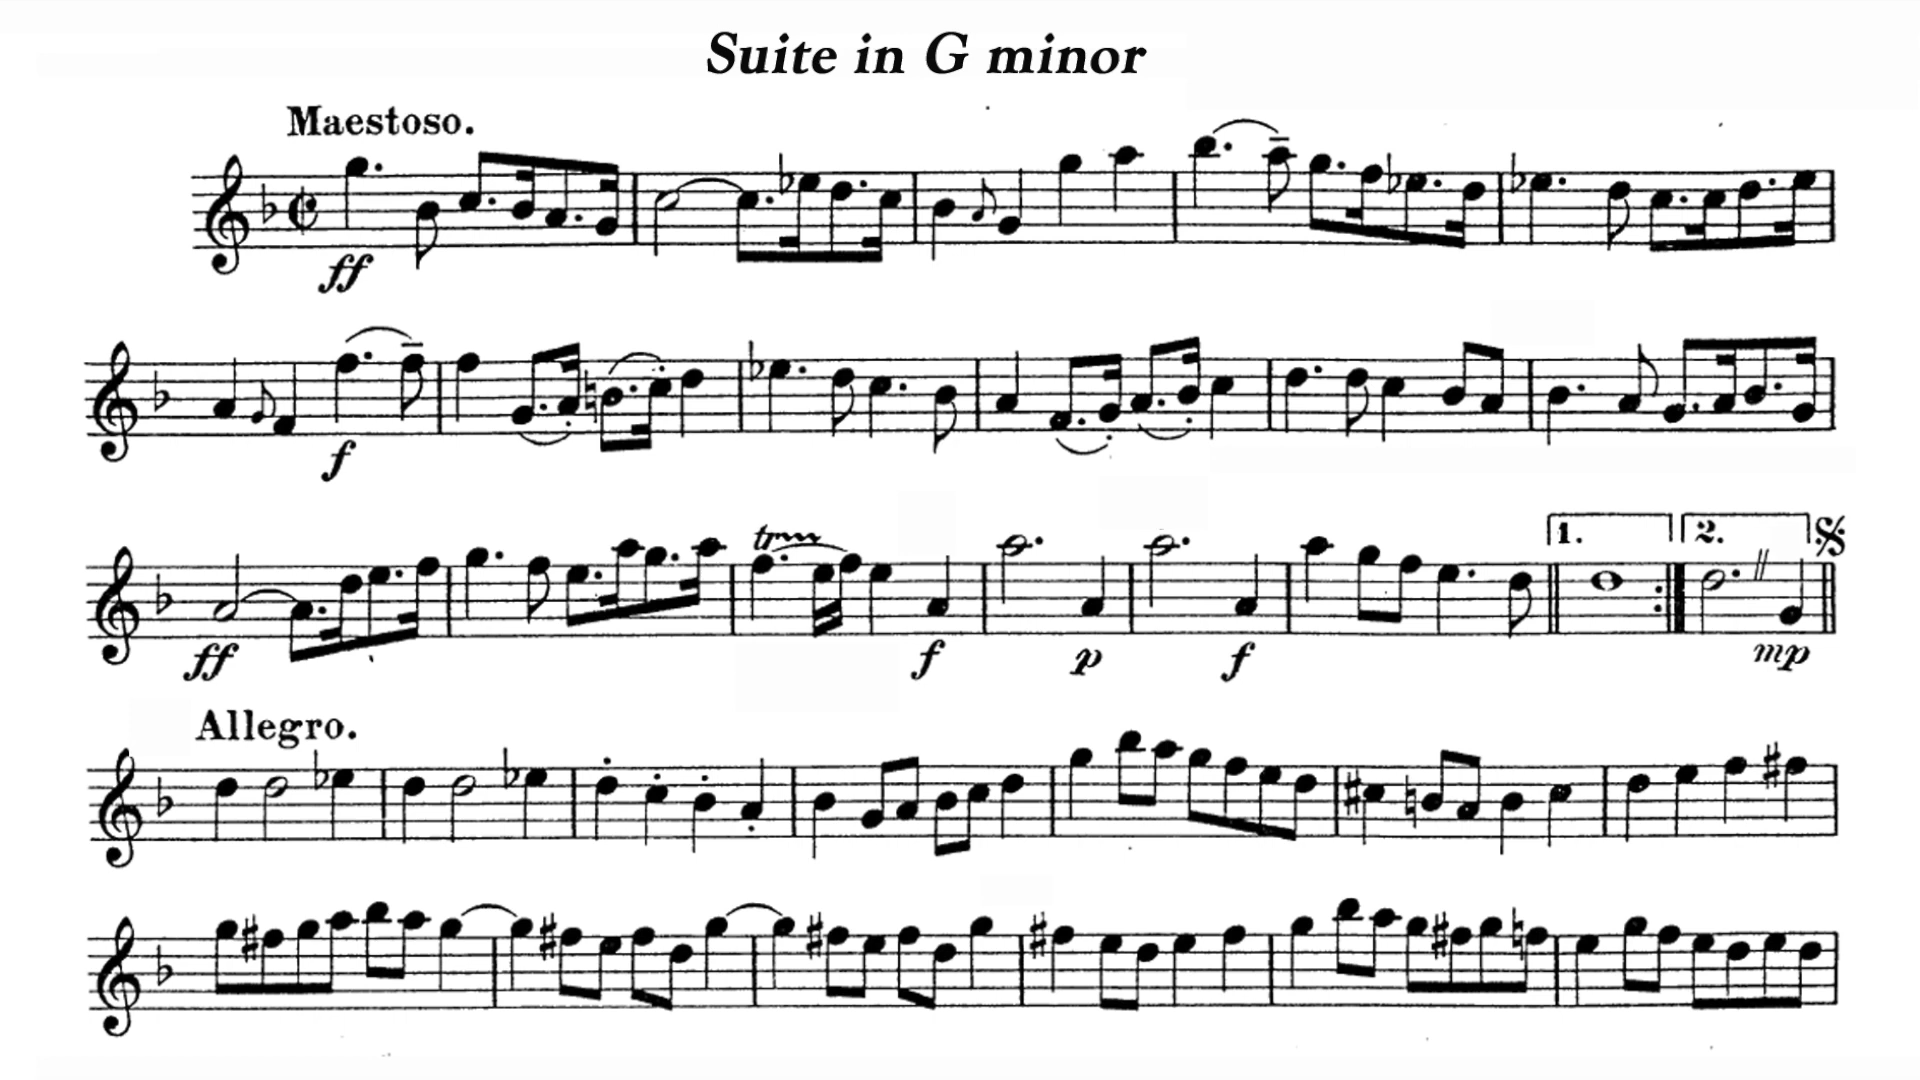 Suite in G minor
Maestoso.
ff
f
tr
1. 2.
ff f p f mp
Allegro.